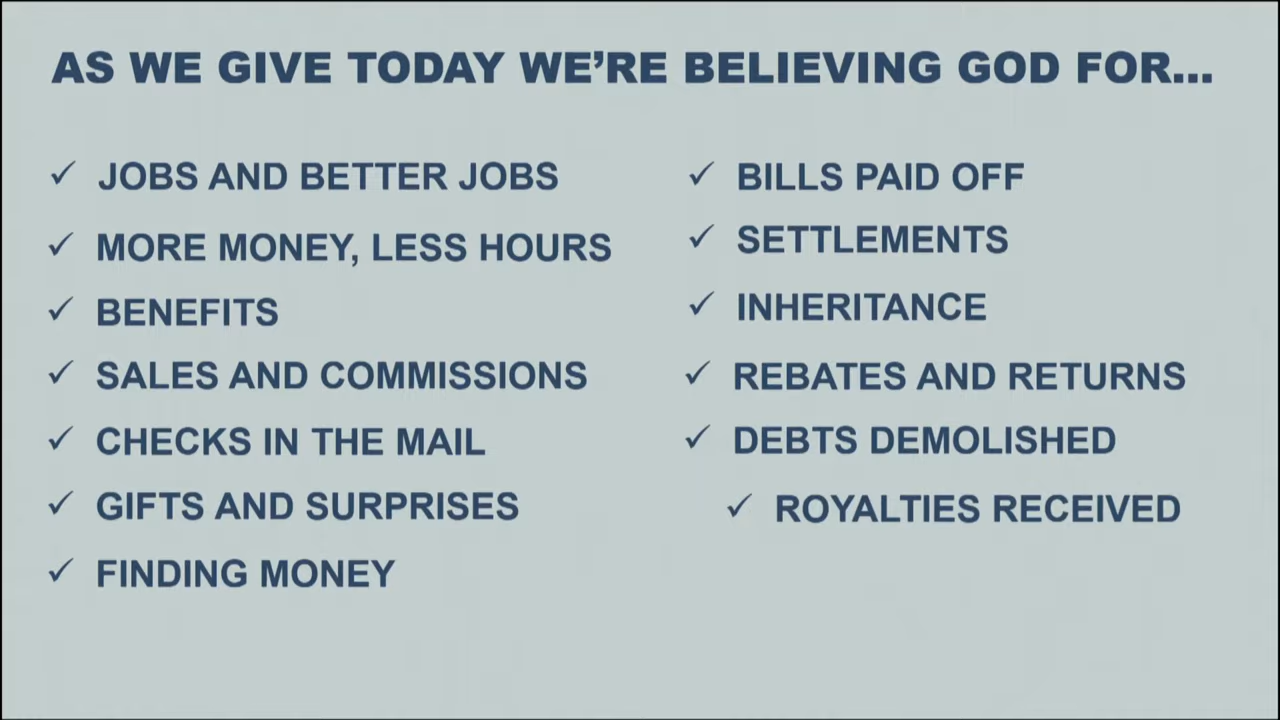 AS WE GIVE TODAY WE’RE BELIEVING GOD FOR...
✓ JOBS AND BETTER JOBS
✓ MORE MONEY, LESS HOURS
✓ BENEFITS
✓ SALES AND COMMISSIONS
✓ CHECKS IN THE MAIL
✓ GIFTS AND SURPRISES
✓ FINDING MONEY
✓ BILLS PAID OFF
✓ SETTLEMENTS
✓ INHERITANCE
✓ REBATES AND RETURNS
✓ DEBTS DEMOLISHED
✓ ROYALTIES RECEIVED